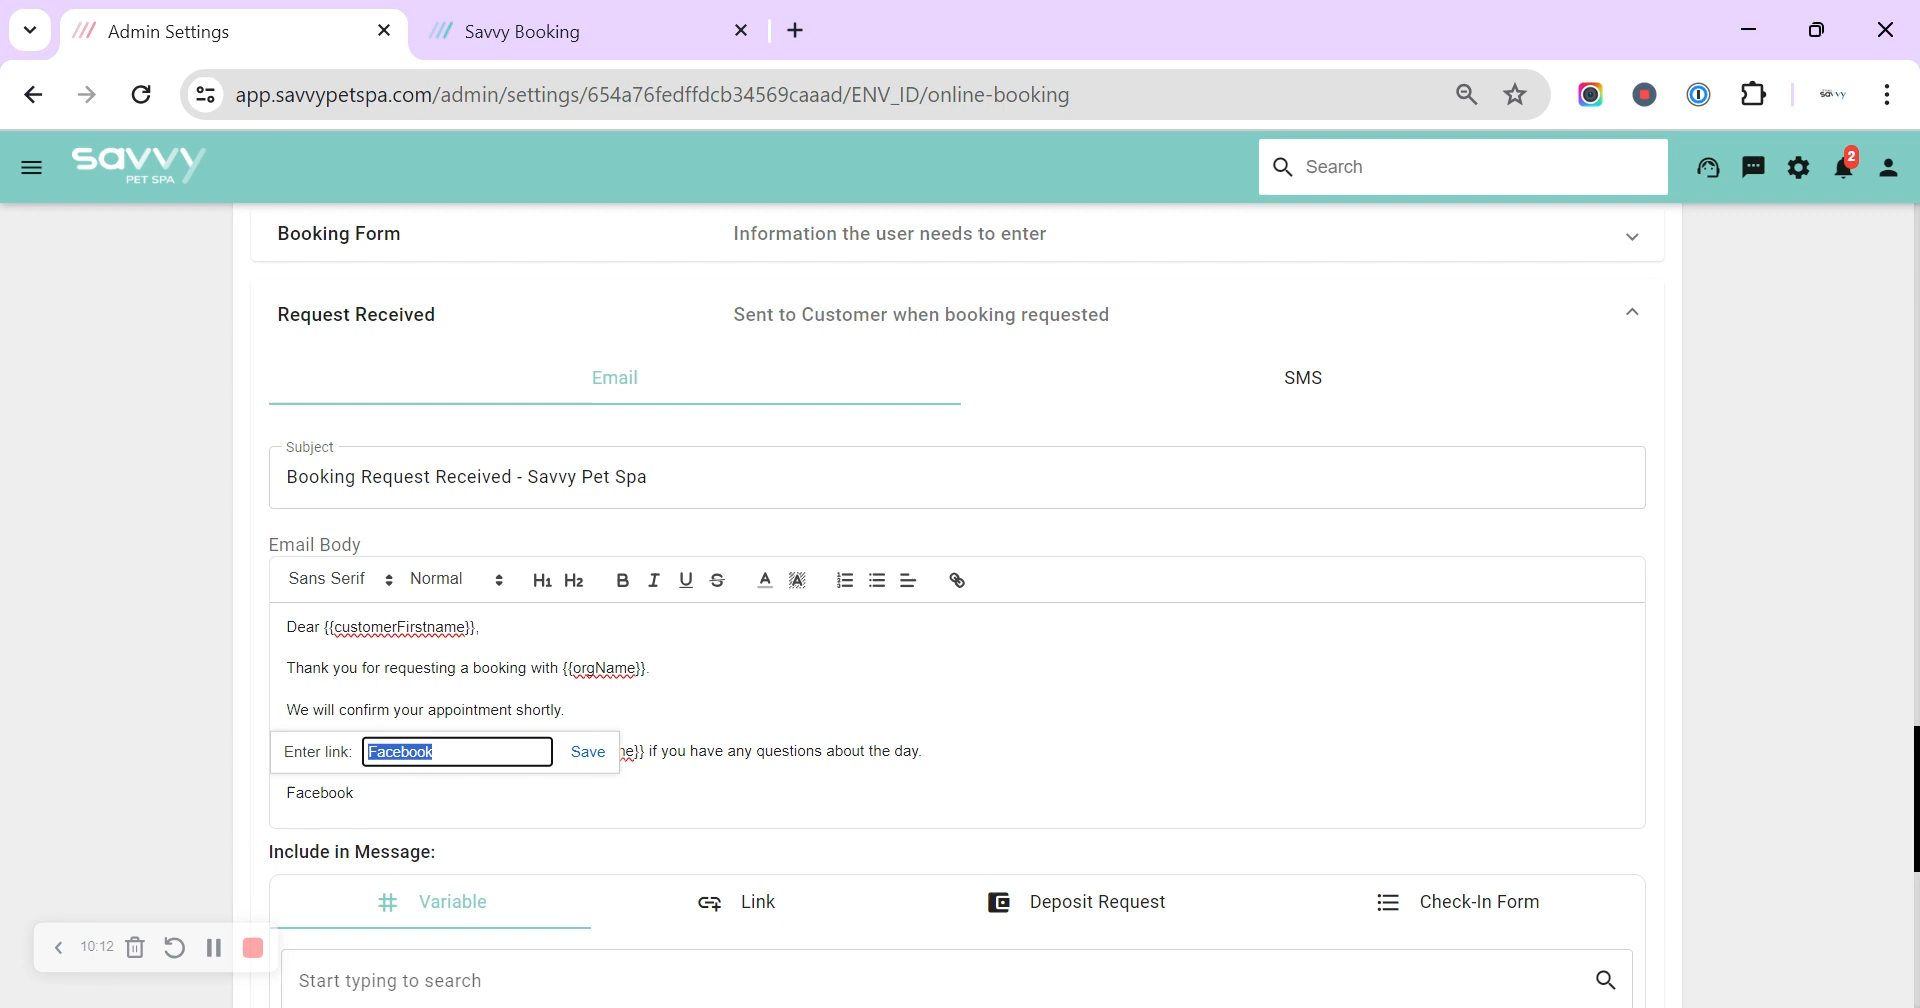 Admin Settings
Savvy Booking
app.savvypetspa.com/admin/settings/654a76fedffdcb34569caaad/ENV_ID/online-booking
savvy
savvy
PET SPA
Search
2
Booking Form
Information the user needs to enter
Request Received
Sent to Customer when booking requested
Email
SMS
Subject
Booking Request Received - Savvy Pet Spa
Email Body
Sans Serif
Normal
H1 H2 B I U S A A
Dear {{customerFirstname}},
Thank you for requesting a booking with {{orgName}}.
We will confirm your appointment shortly.
Enter link: Facebook Save
ne}} if you have any questions about the day.
Facebook
Include in Message:
Variable
Link
Deposit Request
Check-In Form
10:12
Start typing to search